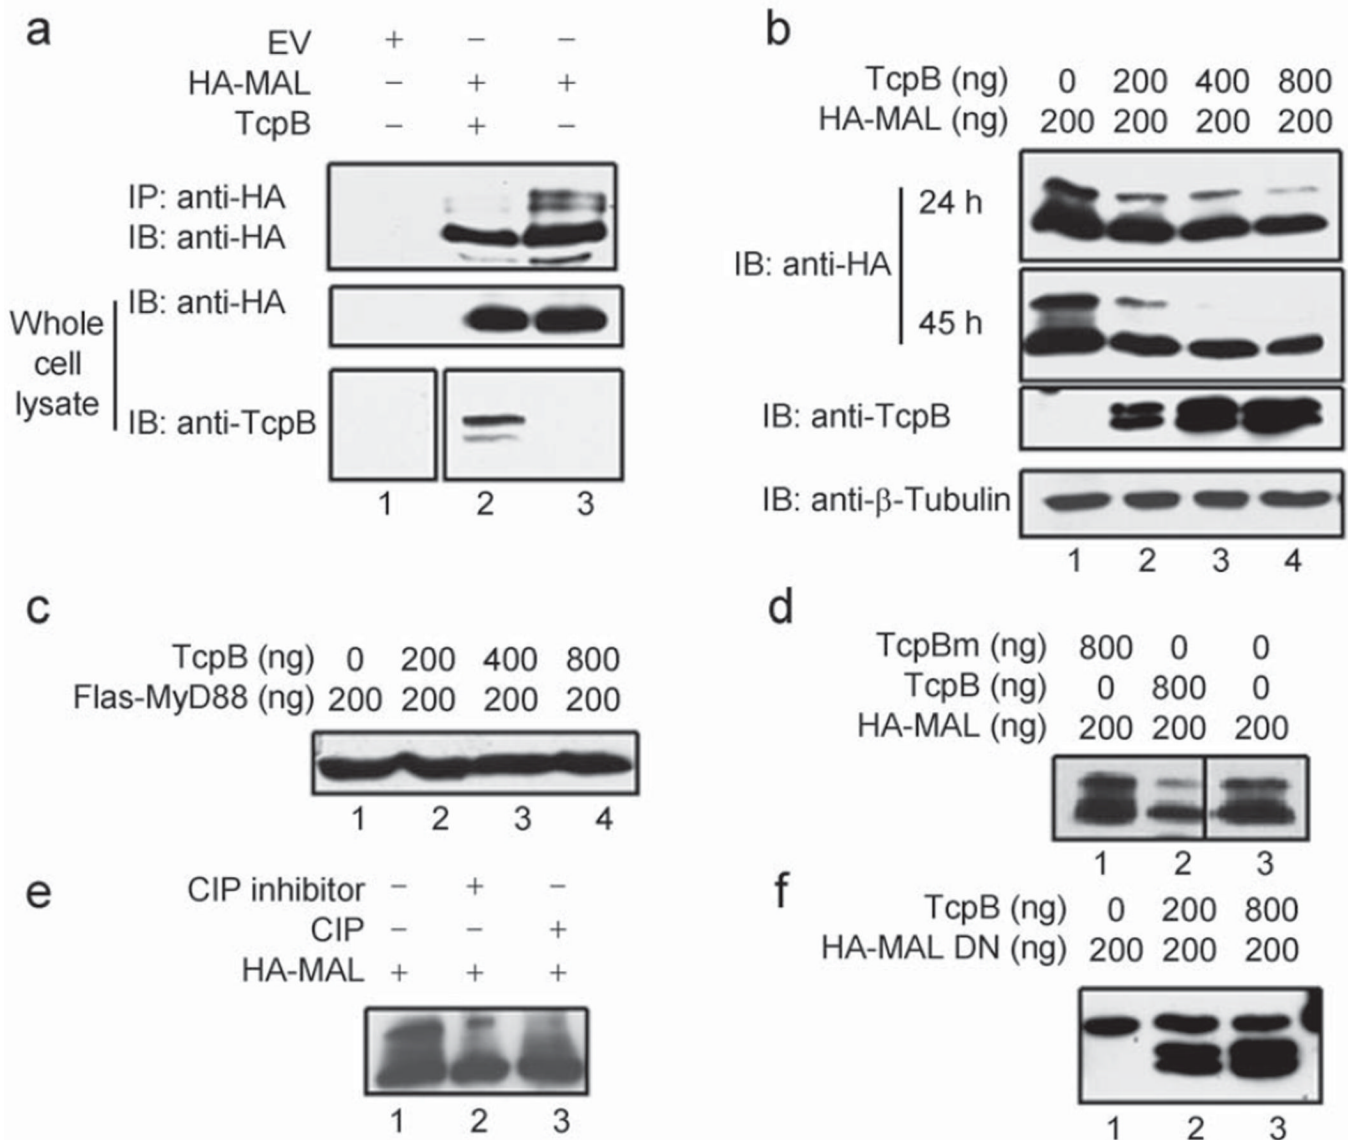 a
EV + – –
HA-MAL – + +
TcpB – + –
IP: anti-HA
IB: anti-HA
IB: anti-HA
Whole
cell
lysate
IB: anti-TcpB
1 2 3
b
TcpB (ng) 0 200 400 800
HA-MAL (ng) 200 200 200 200
24 h
IB: anti-HA
45 h
IB: anti-TcpB
IB: anti-β-Tubulin
1 2 3 4
c
TcpB (ng) 0 200 400 800
Flas-MyD88 (ng) 200 200 200 200
1 2 3 4
d
TcpBm (ng) 800 0 0
TcpB (ng) 0 800 0
HA-MAL (ng) 200 200 200
1 2 3
e
CIP inhibitor – + –
CIP – – +
HA-MAL + + +
1 2 3
f
TcpB (ng) 0 200 800
HA-MAL DN (ng) 200 200 200
1 2 3